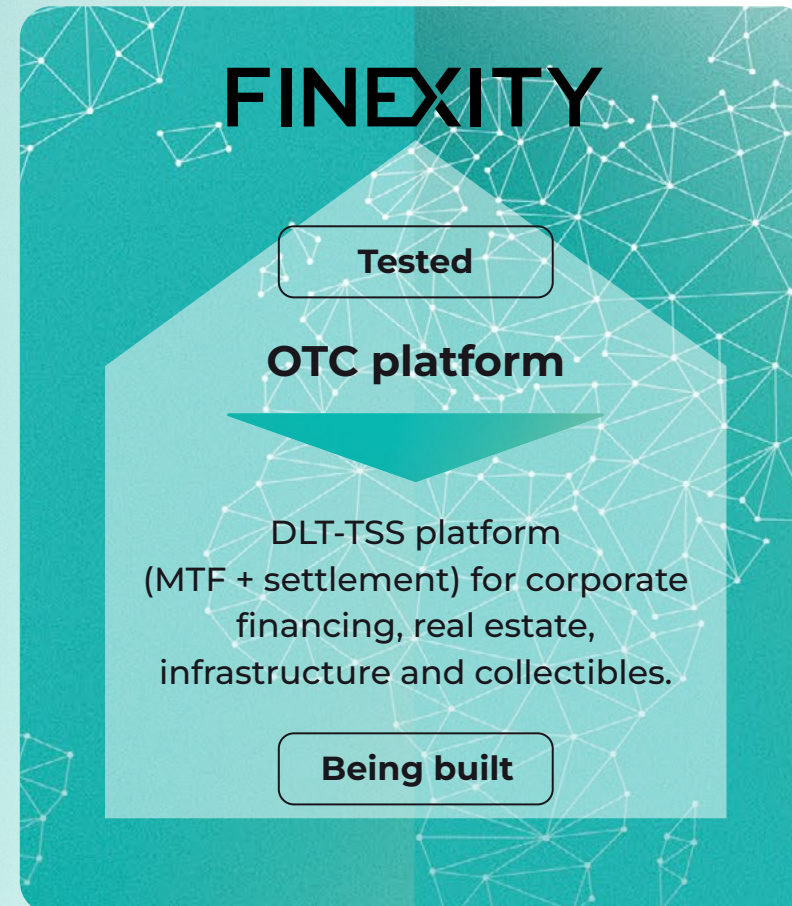 FINEXITY
Tested
OTC platform
DLT-TSS platform
(MTF + settlement) for corporate
financing, real estate,
infrastructure and collectibles.
Being built